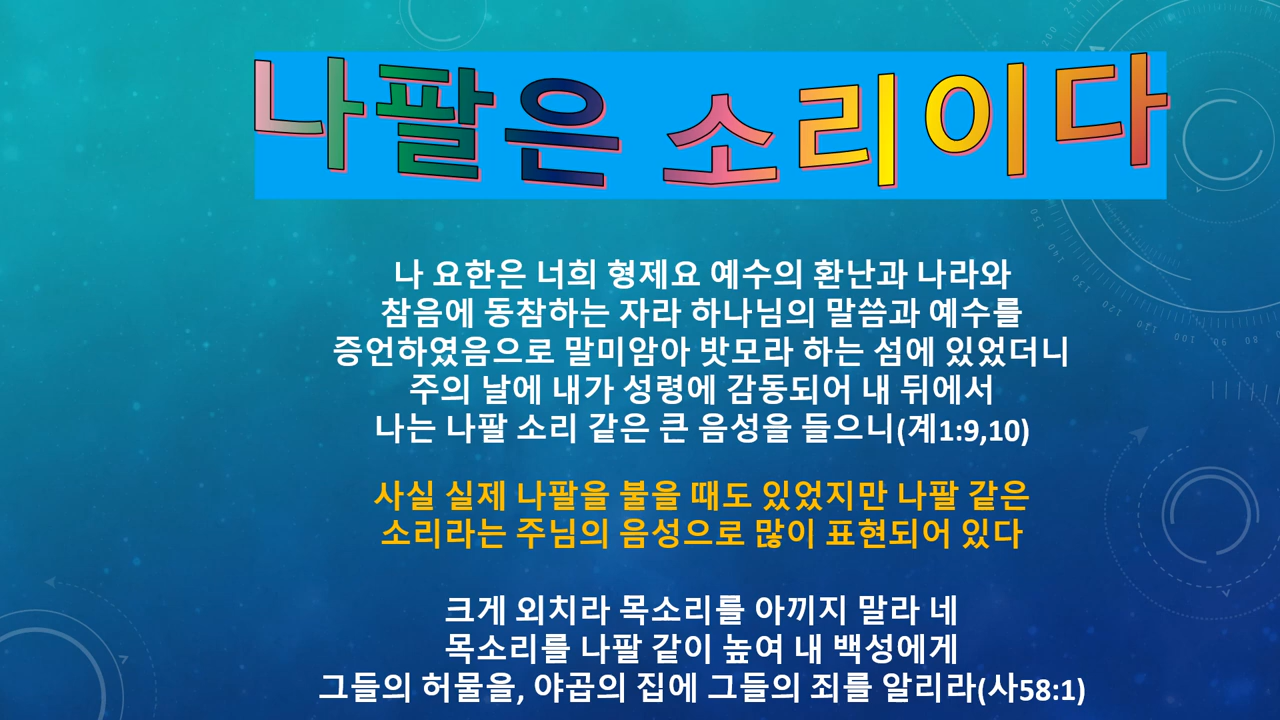 나팔은 소리이다
나 요한은 너희 형제요 예수의 환난과 나라와
참음에 동참하는 자라 하나님의 말씀과 예수를
증언하였음으로 말미암아 밧모라 하는 섬에 있었더니
주의 날에 내가 성령에 감동되어 내 뒤에서
나는 나팔 소리 같은 큰 음성을 들으니(계1:9,10)
사실 실제 나팔을 불을 때도 있었지만 나팔 같은
소리라는 주님의 음성으로 많이 표현되어 있다
크게 외치라 목소리를 아끼지 말라 네
목소리를 나팔 같이 높여 내 백성에게
그들의 허물을, 야곱의 집에 그들의 죄를 알리라(사58:1)